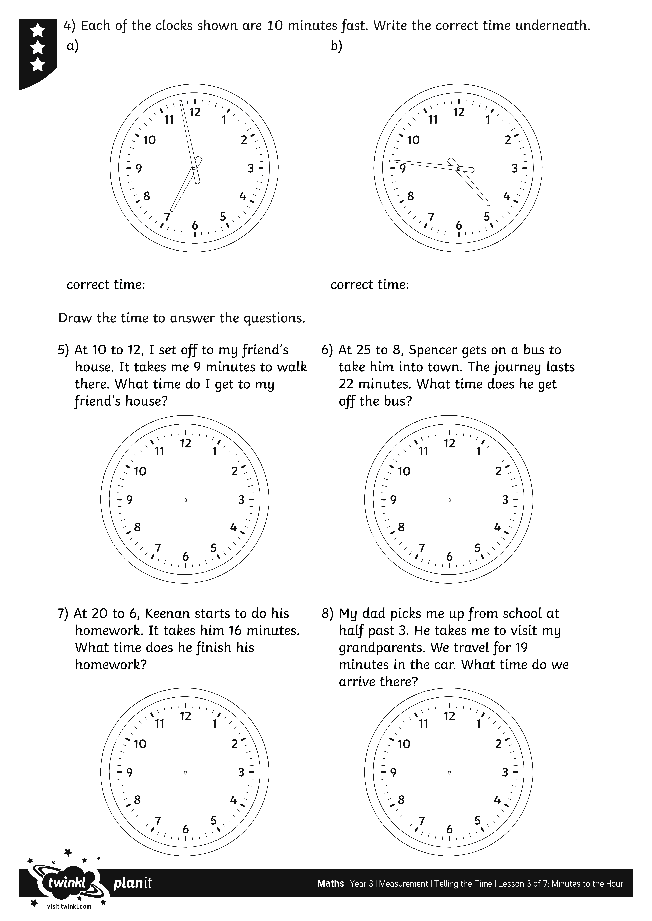 4) Each of the clocks shown are 10 minutes fast. Write the correct time underneath.
a)
b)
12
1
2
3
4
5
6
7
8
9
10
11
12
1
2
3
4
5
6
7
8
9
10
11
correct time:
correct time:
Draw the time to answer the questions.
5) At 10 to 12, I set off to my friend's
house. It takes me 9 minutes to walk
there. What time do I get to my
friend's house?
12
1
2
3
4
5
6
7
8
9
10
11
6) At 25 to 8, Spencer gets on a bus to
take him into town. The journey lasts
22 minutes. What time does he get
off the bus?
12
1
2
3
4
5
6
7
8
9
10
11
7) At 20 to 6, Keenan starts to do his
homework. It takes him 16 minutes.
What time does he finish his
homework?
12
1
2
3
4
5
6
7
8
9
10
11
8) My dad picks me up from school at
half past 3. He takes me to visit my
grandparents. We travel for 19
minutes in the car. What time do we
arrive there?
12
1
2
3
4
5
6
7
8
9
10
11
twinkl planit
visit twinkl.com
Maths | Year 3 | Measurement | Telling the Time | Lesson 3 of 7: Minutes to the Hour